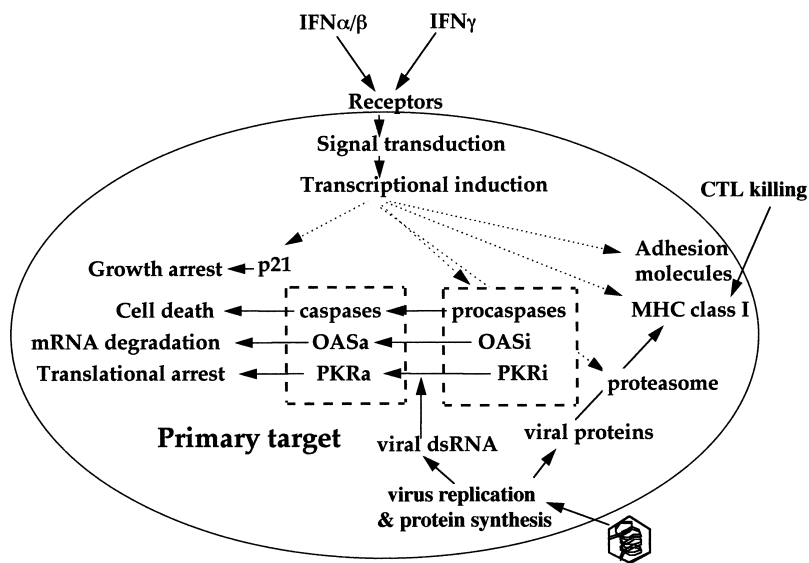 IFNα/β
IFNγ
Receptors
Signal transduction
Transcriptional induction
CTL killing
Adhesion
molecules
Growth arrest
p21
MHC class I
Cell death
caspases
procaspases
mRNA degradation
OASa
OASi
Translational arrest
PKRa
PKRi
proteasome
Primary target
viral dsRNA
viral proteins
virus replication
& protein synthesis